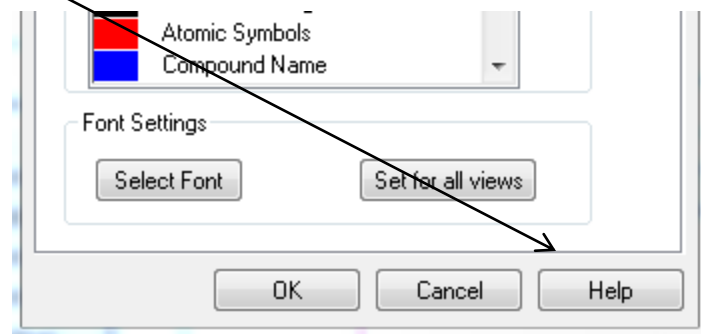 Atomic Symbols
Compound Name
Font Settings
Select Font Set for all views
OK Cancel Help